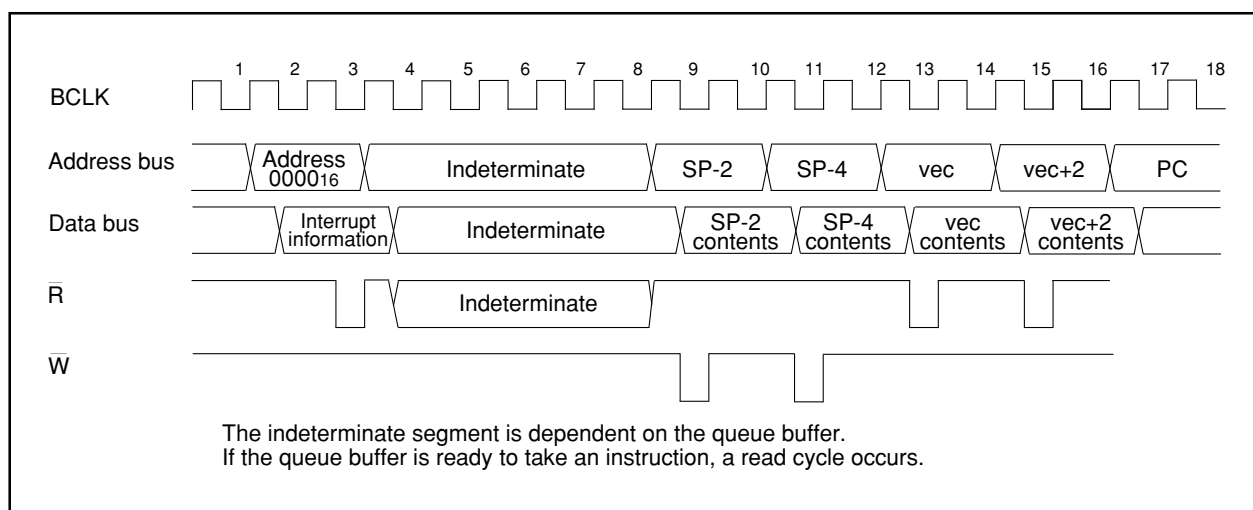 1 2 3 4 5 6 7 8 9 10 11 12 13 14 15 16 17 18
BCLK
Address bus
Address
000016
Indeterminate
SP-2
SP-4
vec
vec+2
PC
Data bus
Interrupt
information
Indeterminate
SP-2
contents
SP-4
contents
vec
contents
vec+2
contents
R
Indeterminate
W
The indeterminate segment is dependent on the queue buffer.
If the queue buffer is ready to take an instruction, a read cycle occurs.